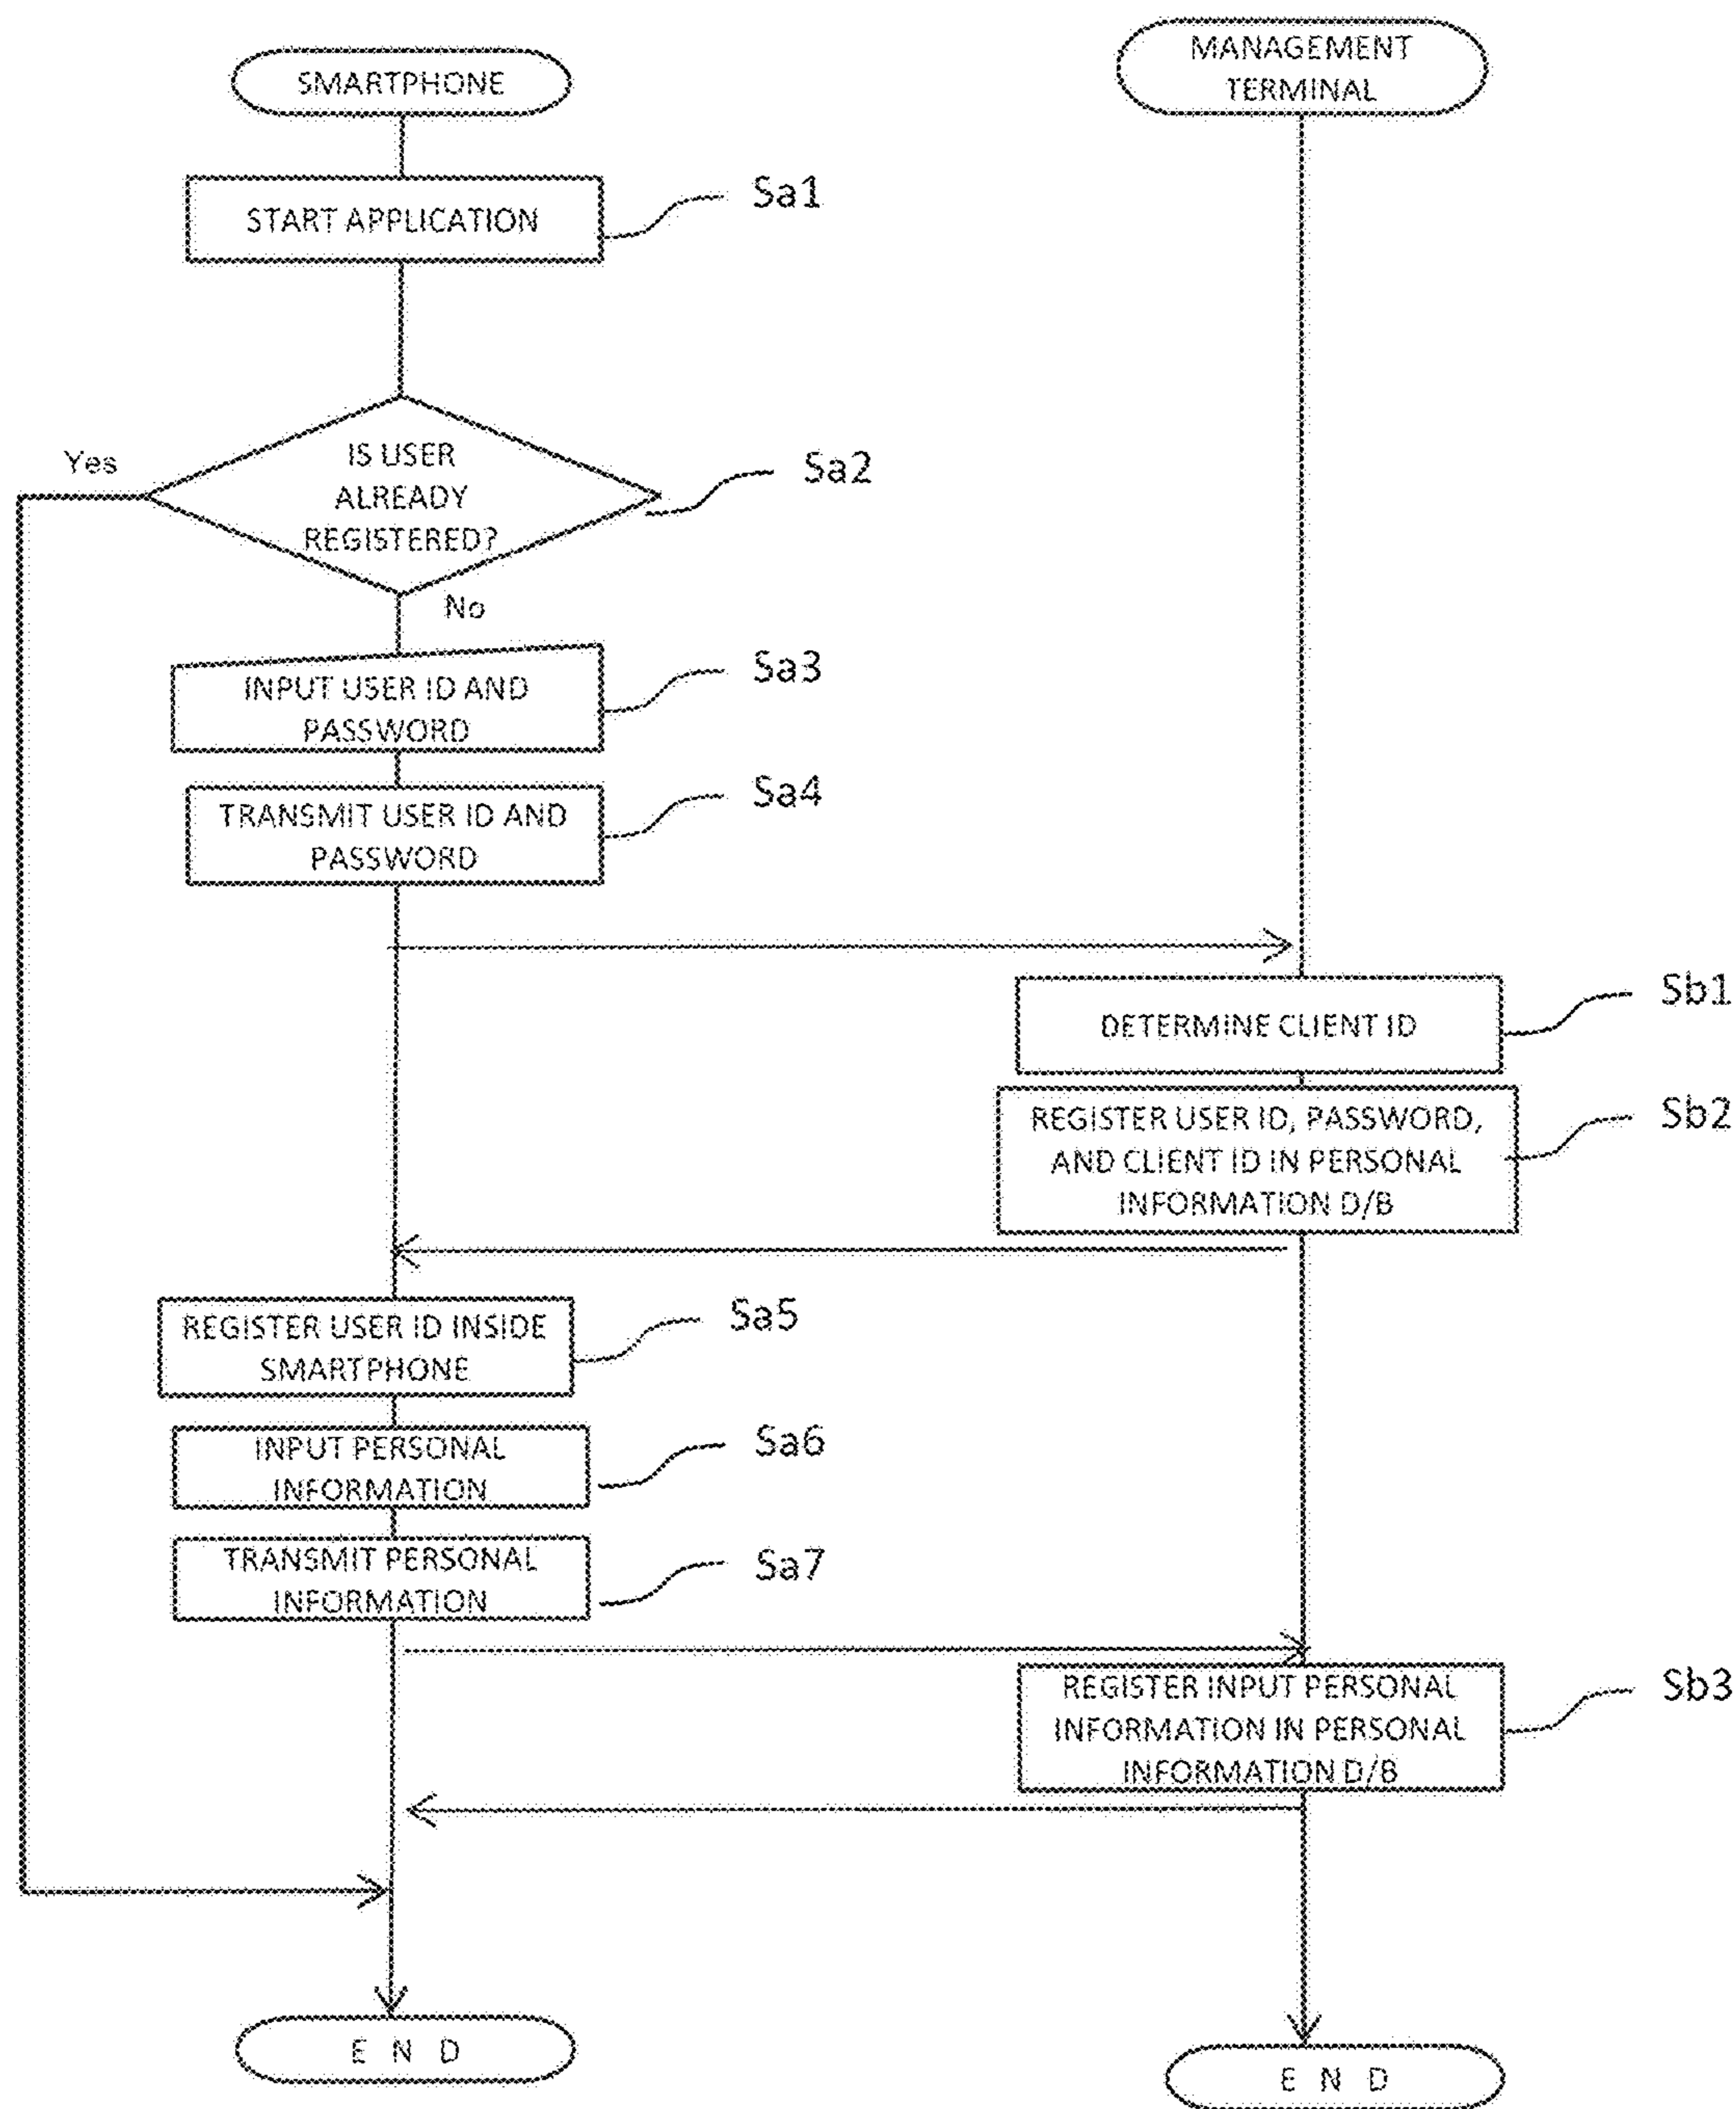 SMARTPHONE
MANAGEMENT
TERMINAL
START APPLICATION
Sa1
Yes
IS USER
ALREADY
REGISTERED?
Sa2
No
INPUT USER ID AND
PASSWORD
Sa3
TRANSMIT USER ID AND
PASSWORD
Sa4
DETERMINE CLIENT ID
Sb1
REGISTER USER ID, PASSWORD,
AND CLIENT ID IN PERSONAL
INFORMATION D/B
Sb2
REGISTER USER ID INSIDE
SMARTPHONE
Sa5
INPUT PERSONAL
INFORMATION
Sa6
TRANSMIT PERSONAL
INFORMATION
Sa7
REGISTER INPUT PERSONAL
INFORMATION IN PERSONAL
INFORMATION D/B
Sb3
E N D
E N D